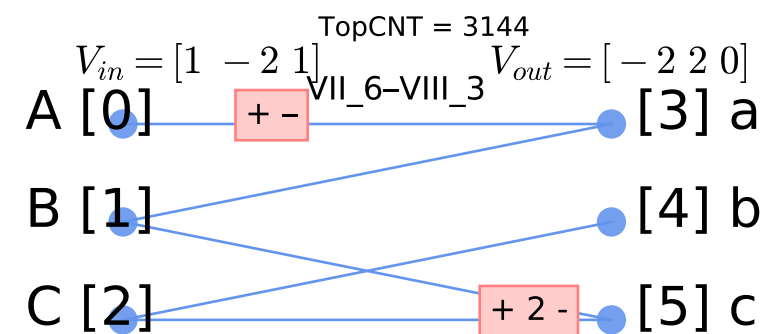 TopCNT = 3144
V_in = [1 −2 1] V_out = [−2 2 0]
VII_6–VIII_3
A [0] + – [3] a
B [1] [4] b
C [2] + 2 - [5] c